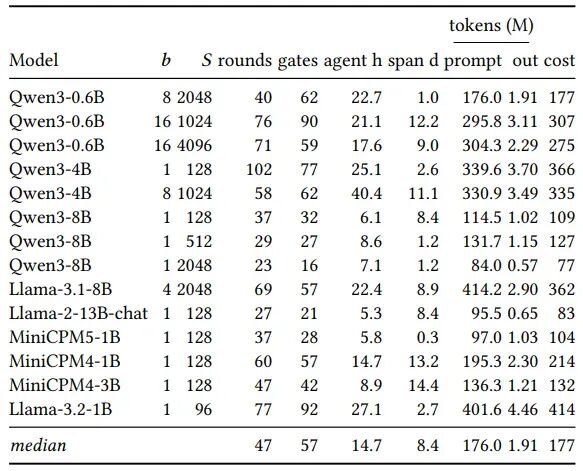 tokens (M)
Model b S rounds gates agent h span d prompt out cost
Qwen3-0.6B 8 2048 40 62 22.7 1.0 176.0 1.91 177
Qwen3-0.6B 16 1024 76 90 21.1 12.2 295.8 3.11 307
Qwen3-0.6B 16 4096 71 59 17.6 9.0 304.3 2.29 275
Qwen3-4B 1 128 102 77 25.1 2.6 339.6 3.70 366
Qwen3-4B 8 1024 58 62 40.4 11.1 330.9 3.49 335
Qwen3-8B 1 128 37 32 6.1 8.4 114.5 1.02 109
Qwen3-8B 1 512 29 27 8.6 1.2 131.7 1.15 127
Qwen3-8B 1 2048 23 16 7.1 1.2 84.0 0.57 77
Llama-3.1-8B 4 2048 69 57 22.4 8.9 414.2 2.90 362
Llama-2-13B-chat 1 128 27 21 5.3 8.4 95.5 0.65 83
MiniCPM5-1B 1 128 37 28 5.8 0.3 97.0 1.03 104
MiniCPM4-1B 1 128 60 57 14.7 13.2 195.3 2.30 214
MiniCPM4-3B 1 128 47 42 8.9 14.4 136.3 1.21 132
Llama-3.2-1B 1 96 77 92 27.1 2.7 401.6 4.46 414
median 47 57 14.7 8.4 176.0 1.91 177